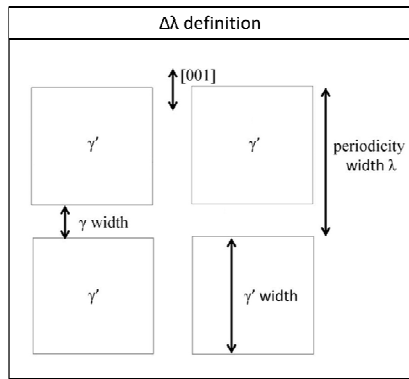 Δλ definition
[001]
γ'
γ'
periodicity
width λ
γ width
γ'
γ' width